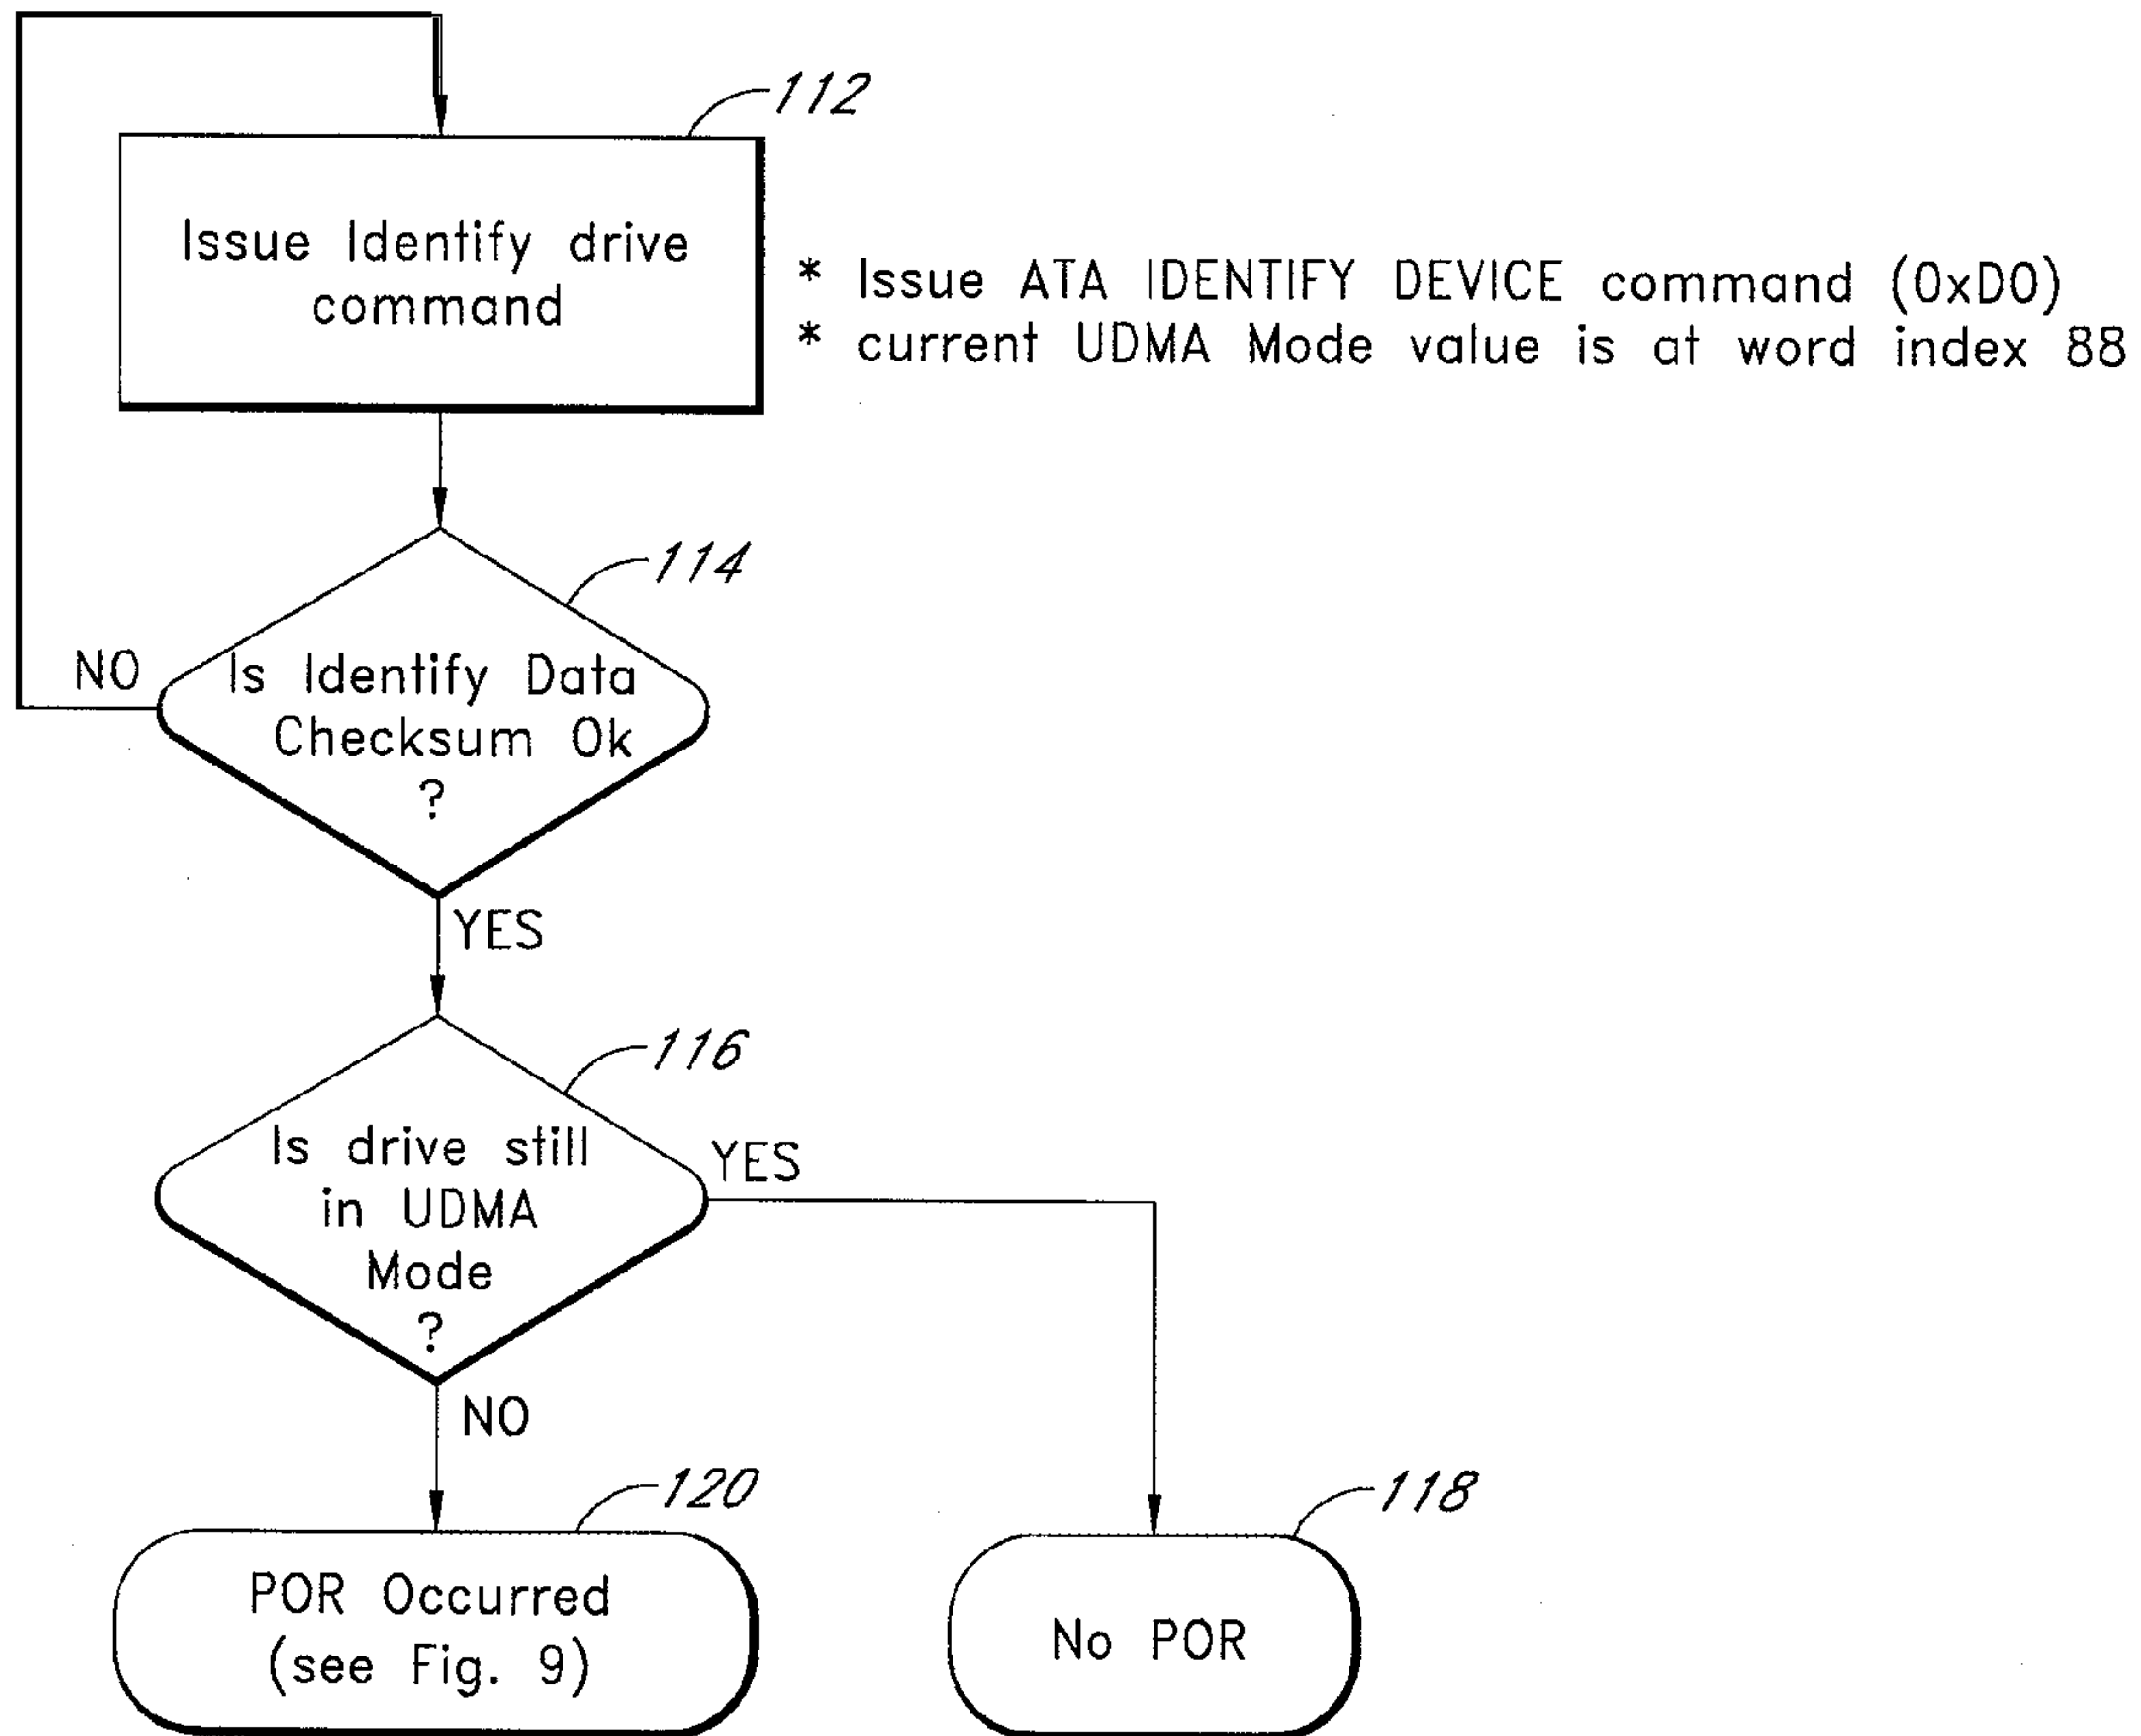 112
Issue Identify drive
command
* Issue ATA IDENTIFY DEVICE command (0xD0)
* current UDMA Mode value is at word index 88
114
NO
Is Identify Data
Checksum Ok
?
YES
116
Is drive still
in UDMA
Mode
?
YES
NO
120
POR Occurred
(see Fig. 9)
118
No POR